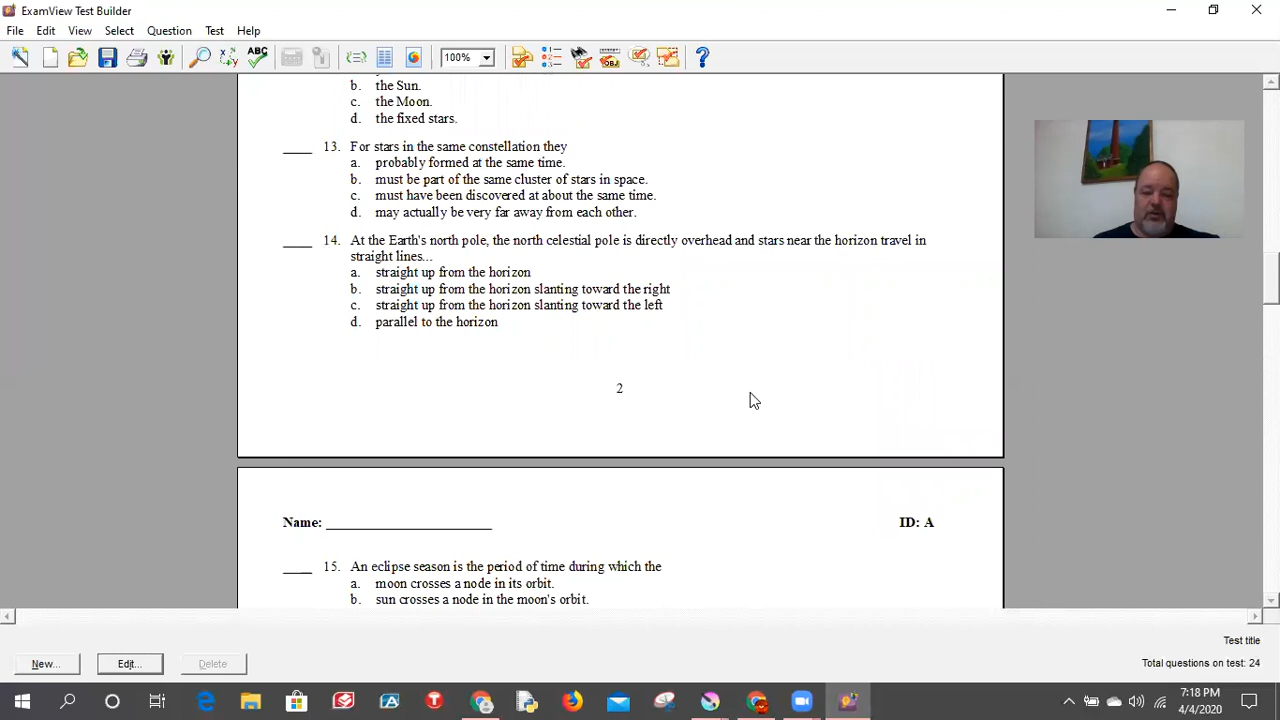 ExamView Test Builder
File Edit View Select Question Test Help
ABC 100% OBJ ?
b. the Sun.
c. the Moon.
d. the fixed stars.
____ 13. For stars in the same constellation they
a. probably formed at the same time.
b. must be part of the same cluster of stars in space.
c. must have been discovered at about the same time.
d. may actually be very far away from each other.
____ 14. At the Earth's north pole, the north celestial pole is directly overhead and stars near the horizon travel in
straight lines...
a. straight up from the horizon
b. straight up from the horizon slanting toward the right
c. straight up from the horizon slanting toward the left
d. parallel to the horizon
2
Name: ________________________ ID: A
____ 15. An eclipse season is the period of time during which the
a. moon crosses a node in its orbit.
b. sun crosses a node in the moon's orbit.
Test title
New... Edit... Delete
Total questions on test: 24
7:18 PM
4/4/2020